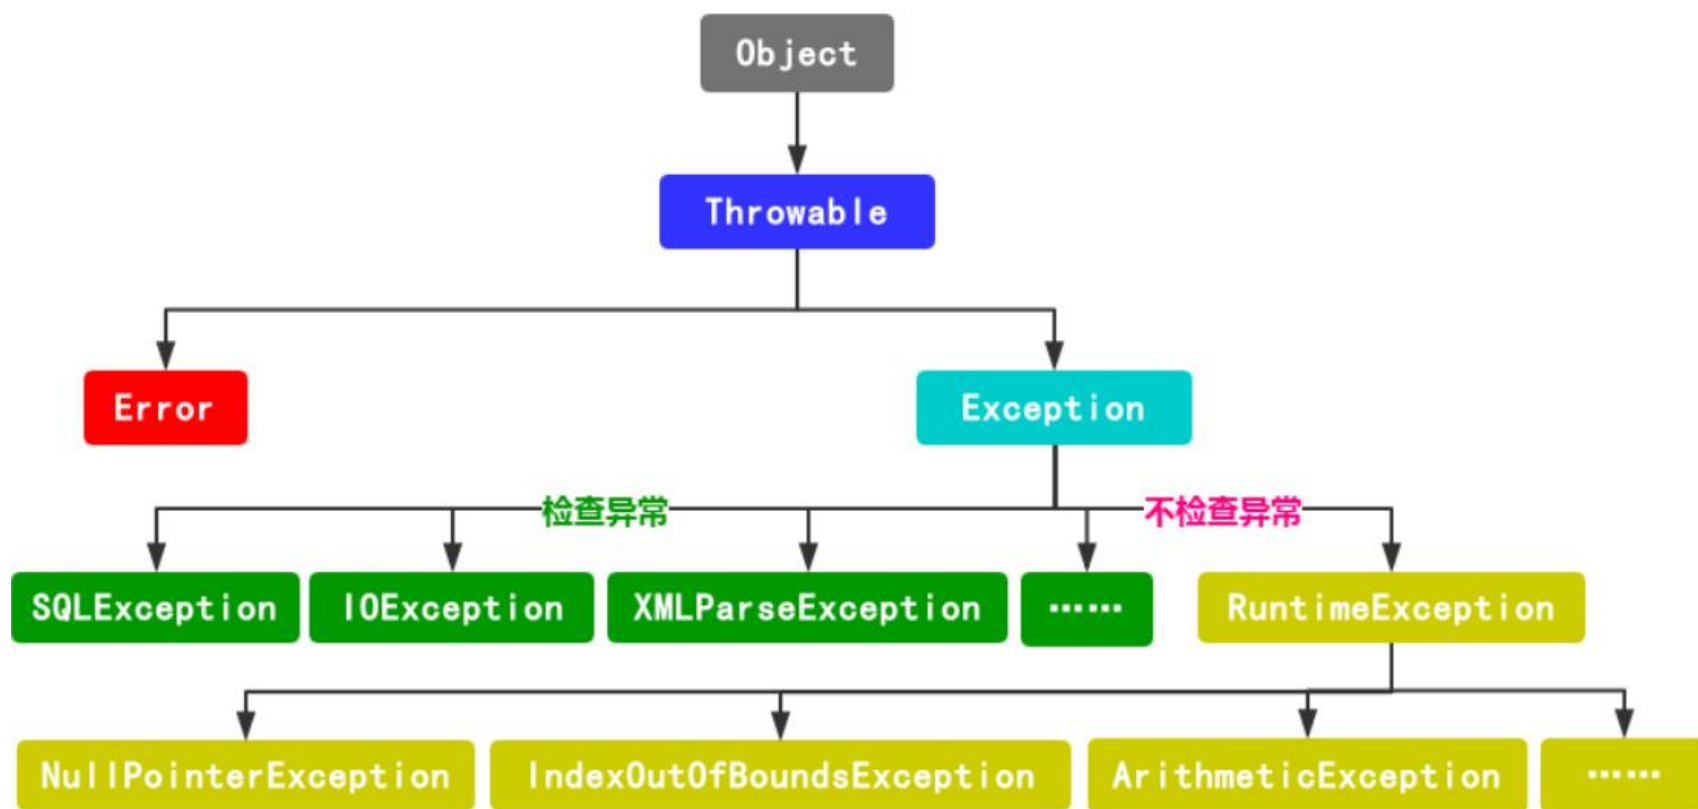 Object
Throwable
Error
Exception
检查异常
不检查异常
SQLException
IOException
XMLParseException
……
RuntimeException
NullPointerException
IndexOutOfBoundsException
ArithmeticException
……